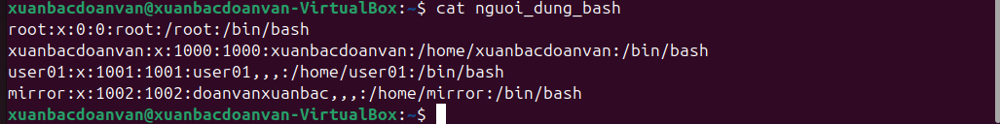 xuanbacdoanvan@xuanbacdoanvan-VirtualBox:~$ cat nguoi_dung_bash
root:x:0:0:root:/root:/bin/bash
xuanbacdoanvan:x:1000:1000:xuanbacdoanvan:/home/xuanbacdoanvan:/bin/bash
user01:x:1001:1001:user01,,,:/home/user01:/bin/bash
mirror:x:1002:1002:doanvanxuanbac,,,:/home/mirror:/bin/bash
xuanbacdoanvan@xuanbacdoanvan-VirtualBox:~$